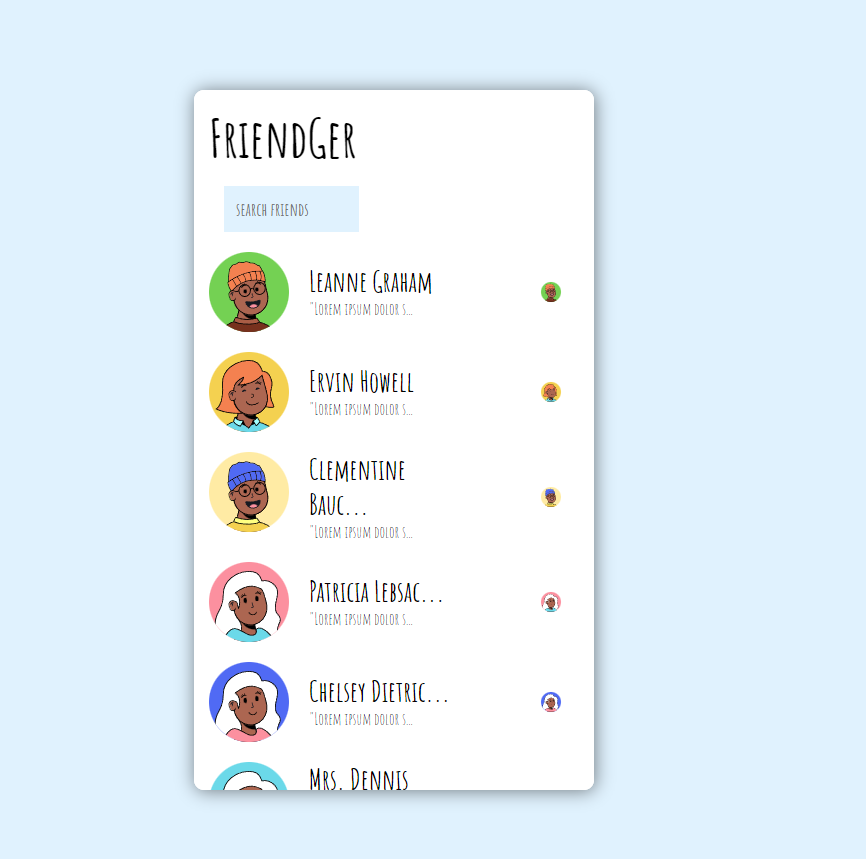 FriendGer
search friends
Leanne Graham
"Lorem ipsum dolor s...
Ervin Howell
"Lorem ipsum dolor s...
Clementine
Bauc...
"Lorem ipsum dolor s...
Patricia Lebsac...
"Lorem ipsum dolor s...
Chelsey Dietric...
"Lorem ipsum dolor s...
Mrs. Dennis